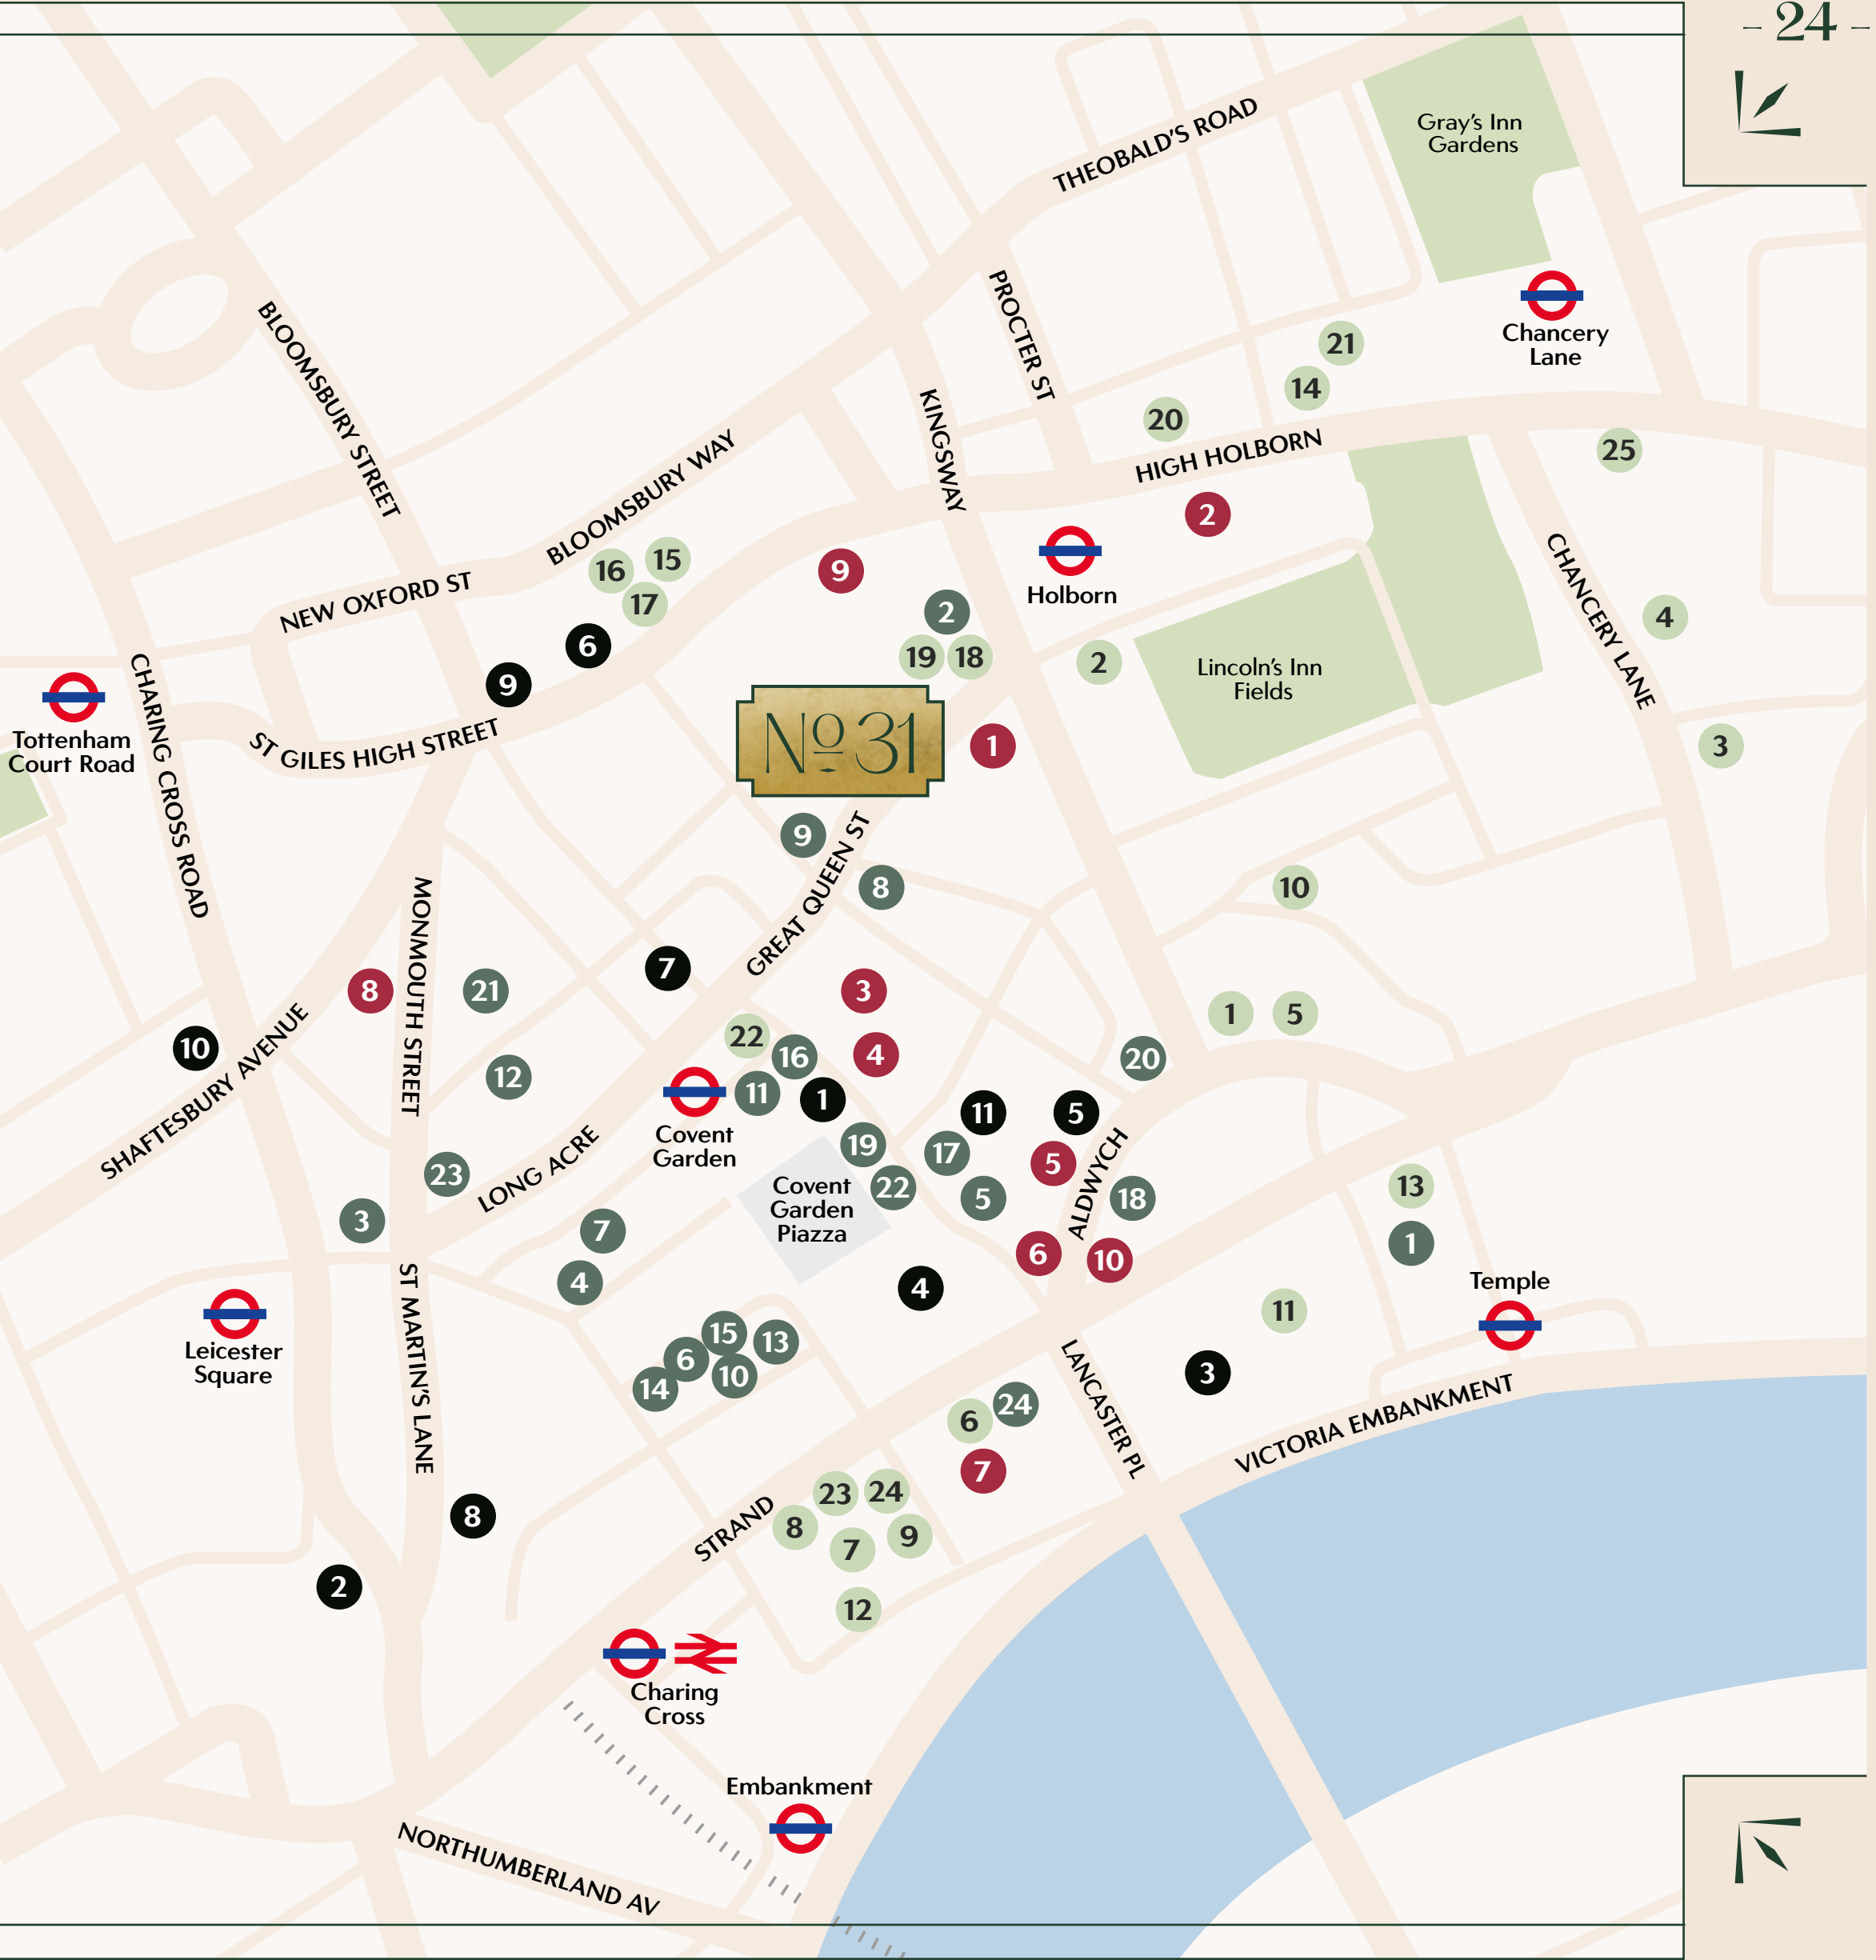 - 24 -
THEOBALD'S ROAD
Gray's Inn
Gardens
PROCTER ST
Chancery
Lane
BLOOMSBURY STREET
21
14
20
KINGSWAY
HIGH HOLBORN
25
BLOOMSBURY WAY
2
CHANCERY LANE
NEW OXFORD ST
16
15
17
9
Holborn
2
4
6
19
18
2
Lincoln's Inn
Fields
9
CHARING CROSS ROAD
Tottenham
Court Road
ST GILES HIGH STREET
No 31
1
3
9
GREAT QUEEN ST
8
10
MONMOUTH STREET
7
8
21
3
1
5
10
SHAFTESBURY AVENUE
22
16
4
20
12
11
1
11
5
Covent
Garden
LONG ACRE
19
17
5
ALDWYCH
23
22
5
18
13
Covent
Garden
Piazza
3
7
6
10
1
4
4
Temple
ST MARTIN'S LANE
Leicester
Square
11
15
13
6
10
14
LANCASTER PL
3
24
6
VICTORIA EMBANKMENT
7
STRAND
23
24
8
8
9
7
2
12
Charing
Cross
Embankment
NORTHUMBERLAND AV